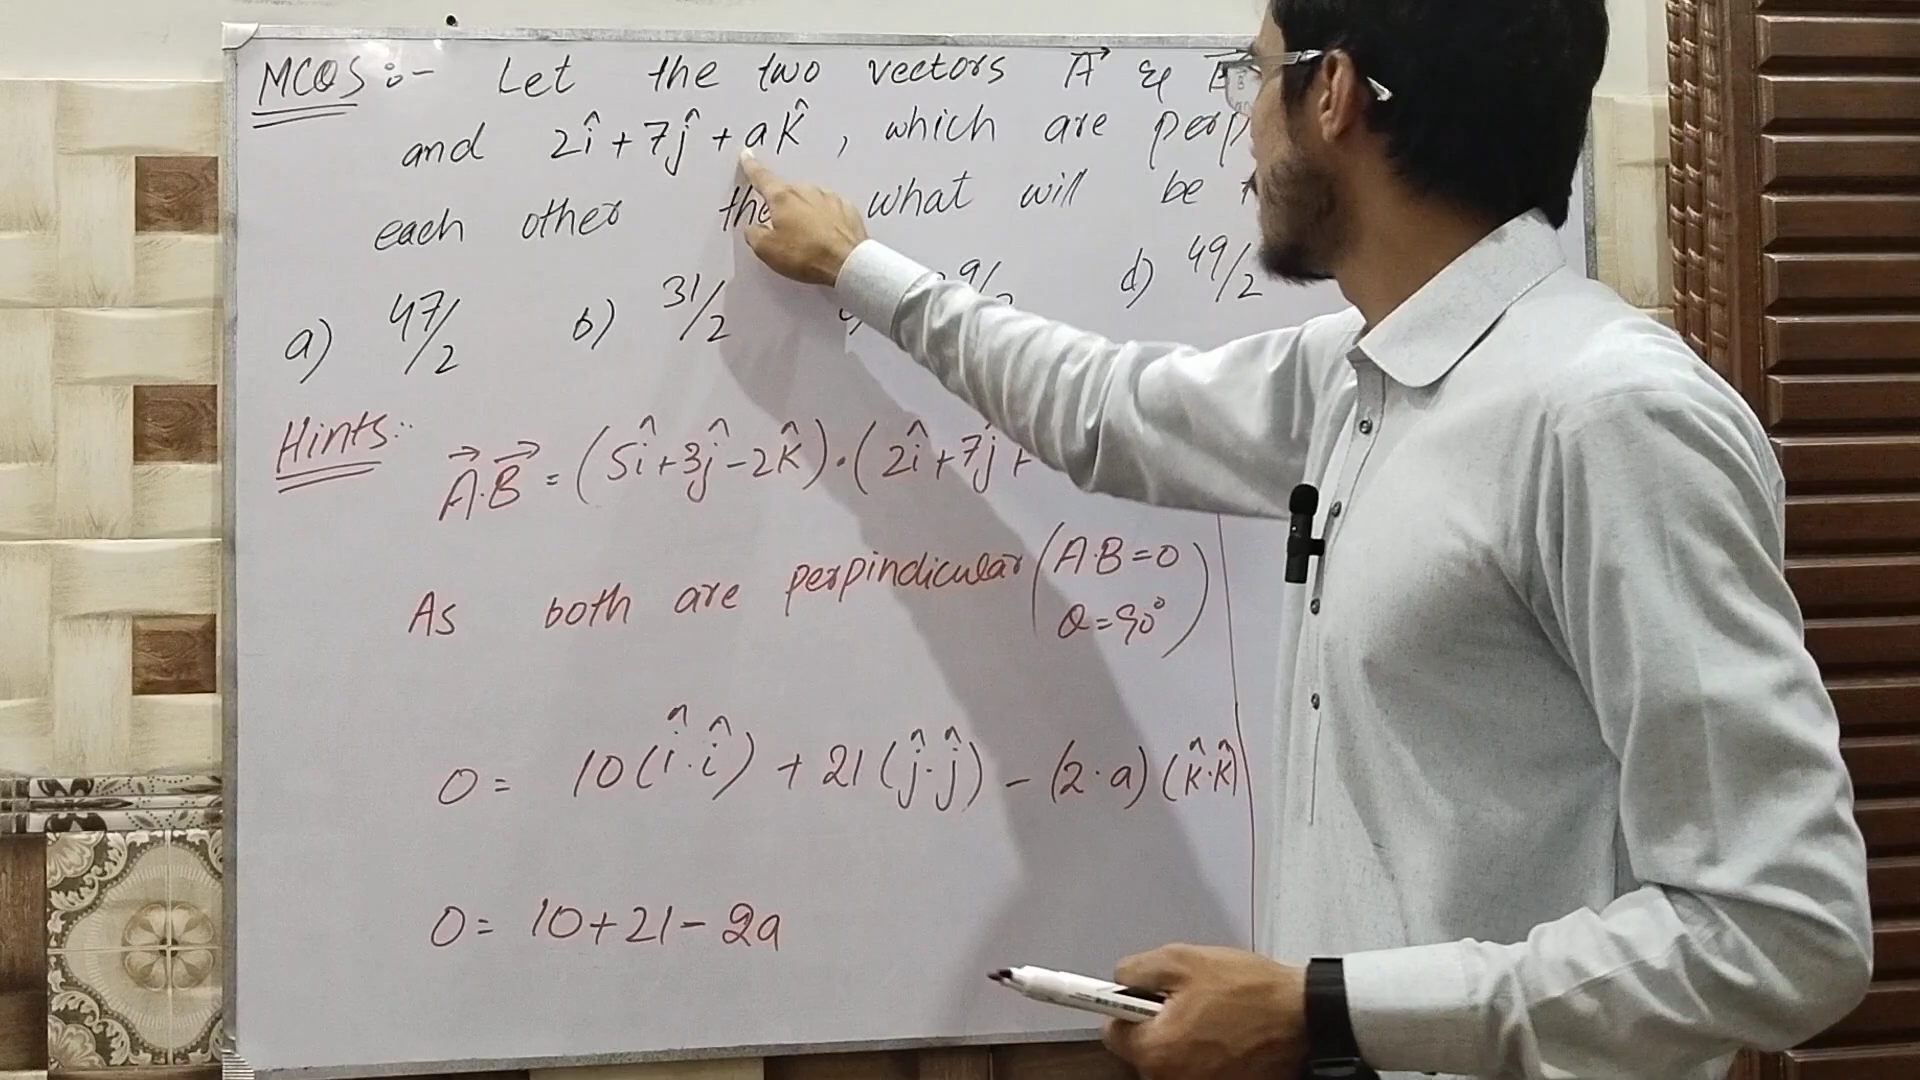 MCQS:- Let the two vectors A⃗ &
and 2î + 7ĵ + ak̂ , which are perp
each other the what will be
a) 47/2 b) 31/2 9/2 d) 49/2
Hints:
A⃗.B⃗ = (5î+3ĵ-2k̂).(2î+7ĵ+
As both are perpindicular (A.B=0
θ=90°)
0= 10(î.î) + 21(ĵ.ĵ) - (2.a)(k̂.k̂)
0= 10+21- 2a